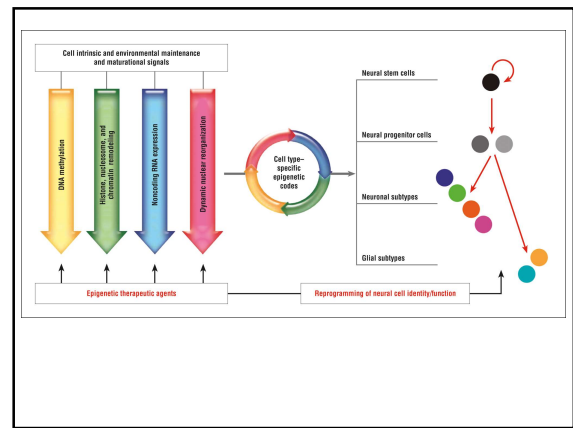 Cell intrinsic and environmental maintenance
and maturational signals
DNA methylation
Histone, nucleosome, and
chromatin remodeling
Noncoding RNA expression
Dynamic nuclear reorganization
Cell type–
specific
epigenetic
codes
Neural stem cells
Neural progenitor cells
Neuronal subtypes
Glial subtypes
Epigenetic therapeutic agents
Reprogramming of neural cell identity/function